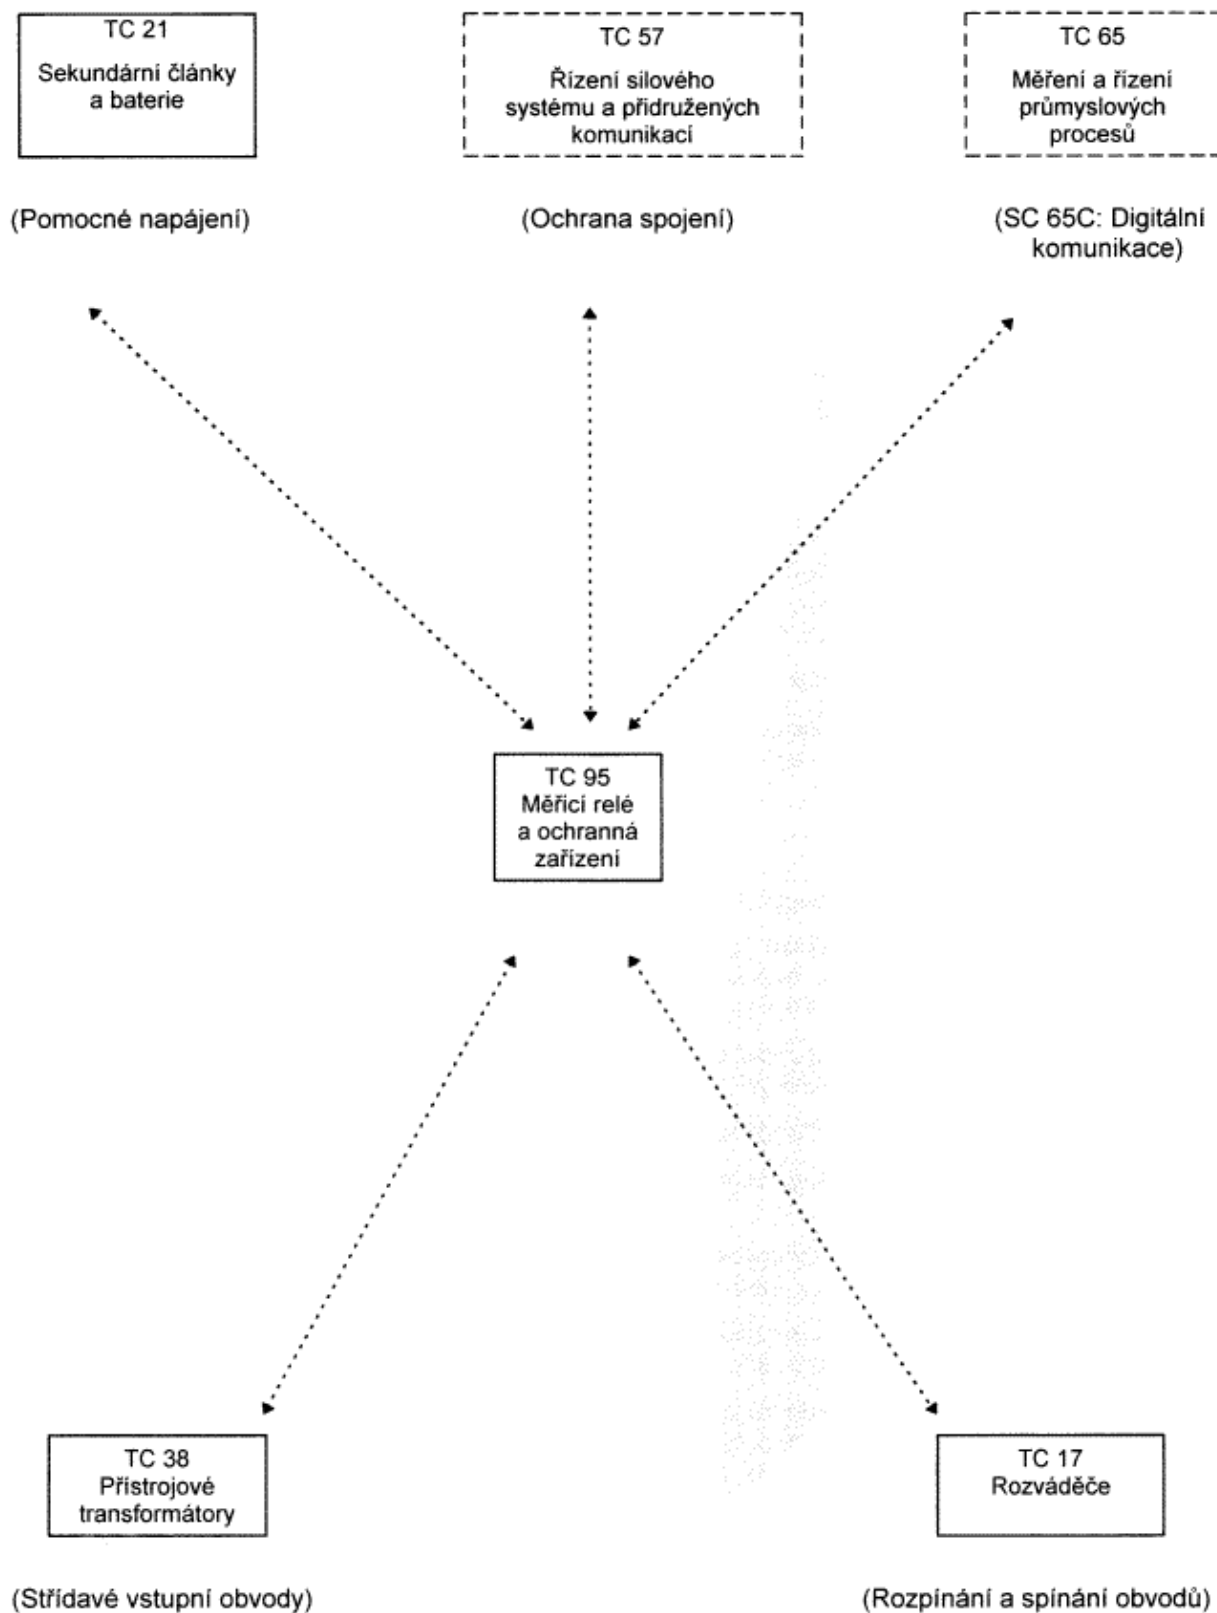 TC 21
Sekundární články
a baterie
TC 57
Řízení silového
systému a přidružených
komunikací
TC 65
Měření a řízení
průmyslových
procesů
(Pomocné napájení)
(Ochrana spojení)
(SC 65C: Digitální
komunikace)
TC 95
Měřicí relé
a ochranná
zařízení
TC 38
Přístrojové
transformátory
TC 17
Rozváděče
(Střídavé vstupní obvody)
(Rozpínání a spínání obvodů)